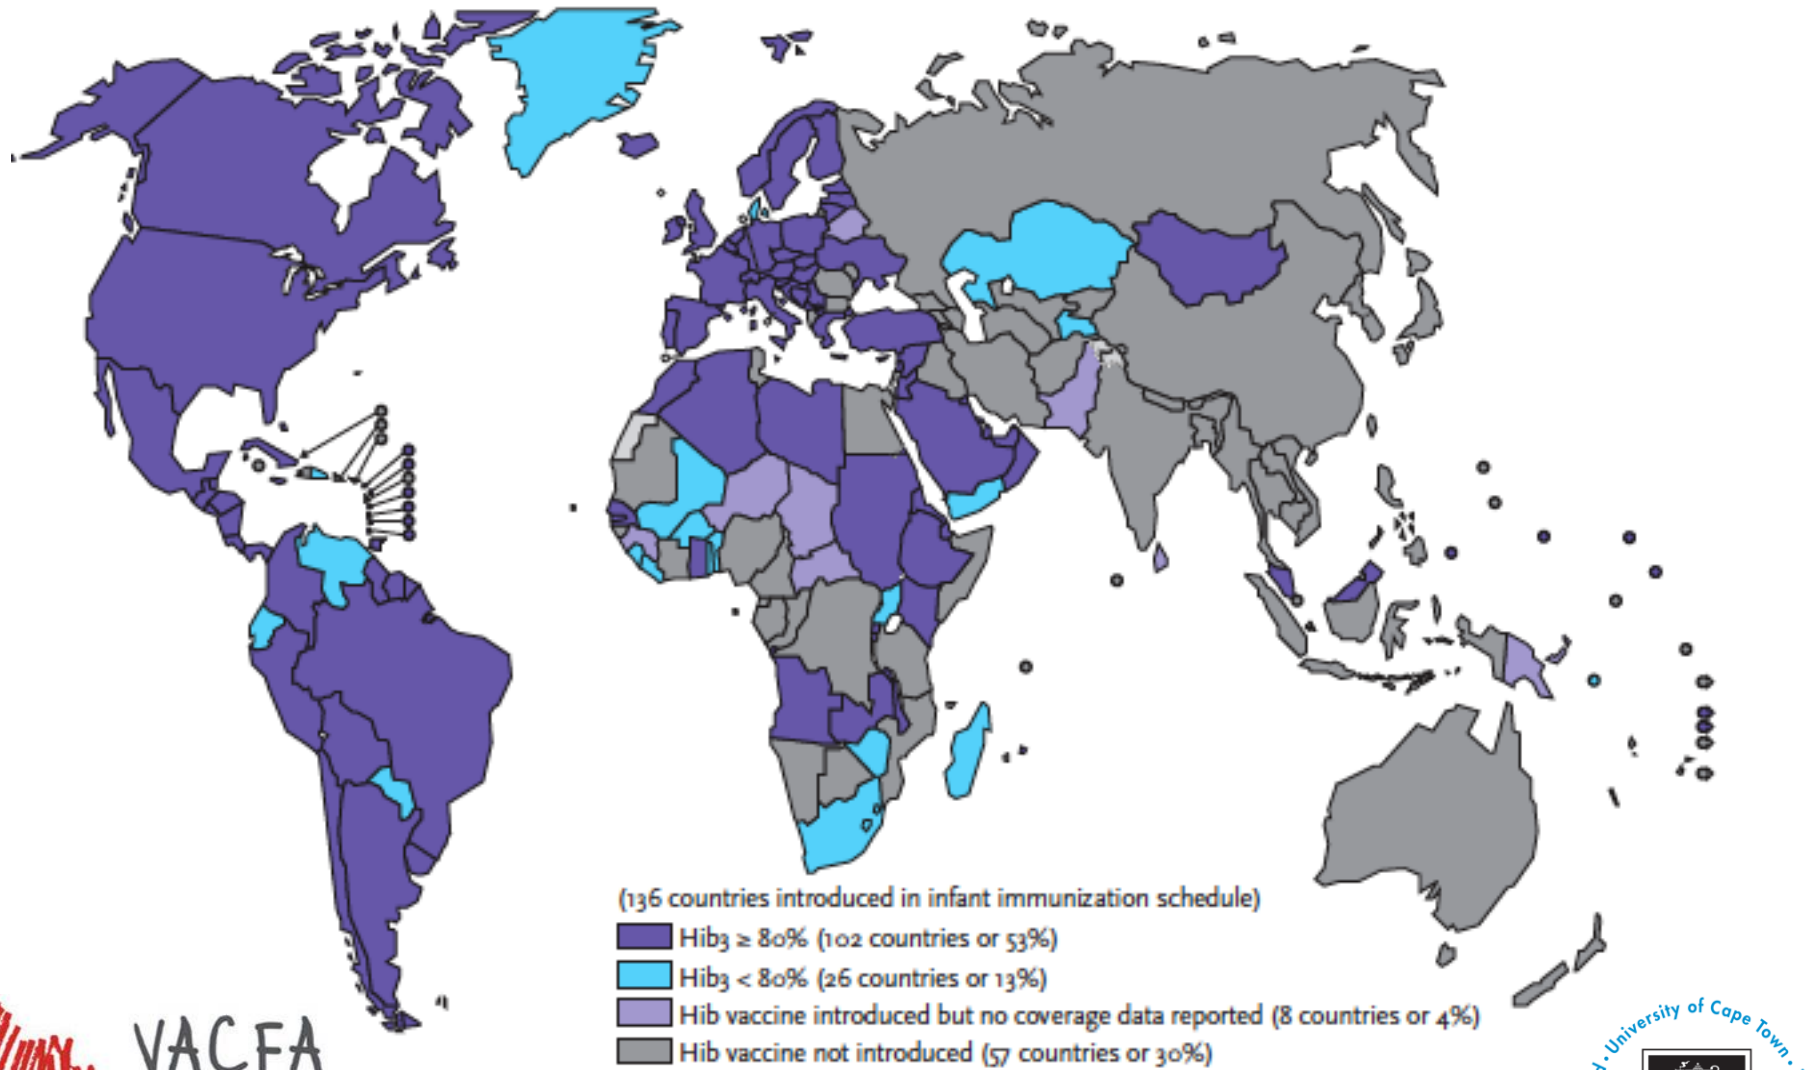 (136 countries introduced in infant immunization schedule)
Hib3 ≥ 80% (102 countries or 53%)
Hib3 < 80% (26 countries or 13%)
Hib vaccine introduced but no coverage data reported (8 countries or 4%)
Hib vaccine not introduced (57 countries or 30%)
VACFA
University of Cape Town